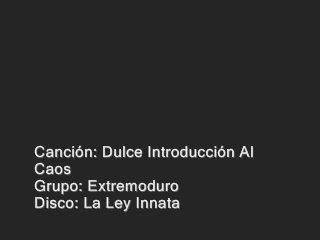 Canción: Dulce Introducción Al
Caos
Grupo: Extremoduro
Disco: La Ley Innata